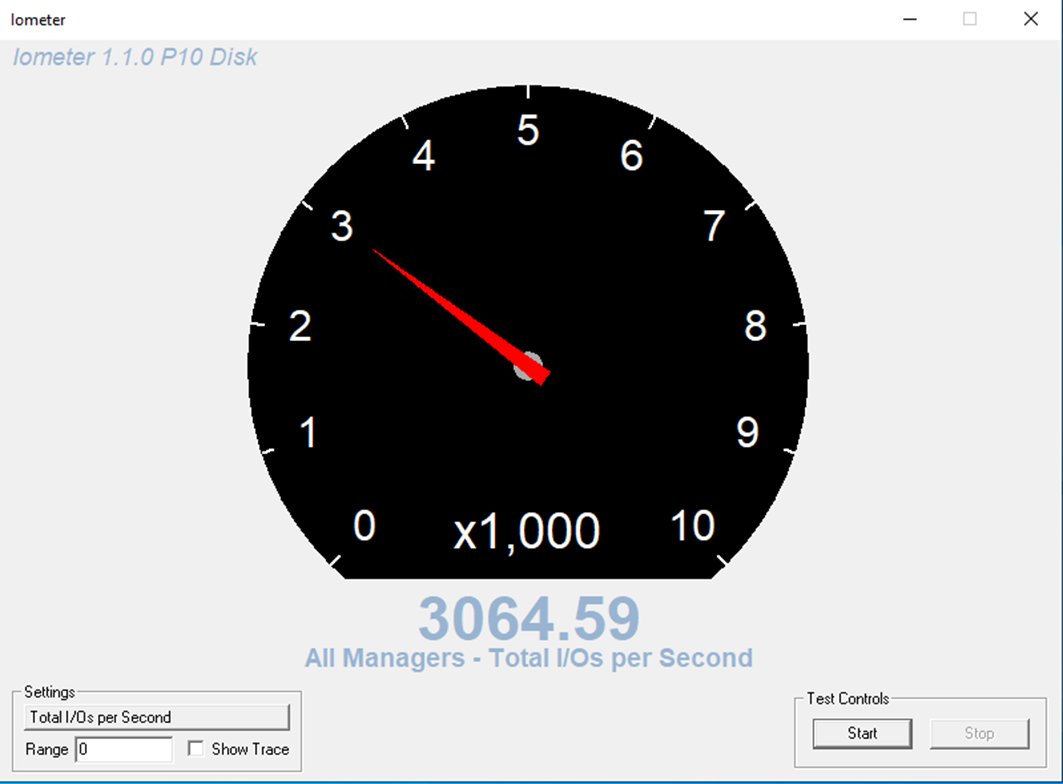 Iometer
Iometer 1.1.0 P10 Disk
5
4
6
3
7
2
8
1
9
0
x1,000
10
3064.59
All Managers - Total I/Os per Second
Settings
Total I/Os per Second
Range 0
Show Trace
Test Controls
Start
Stop